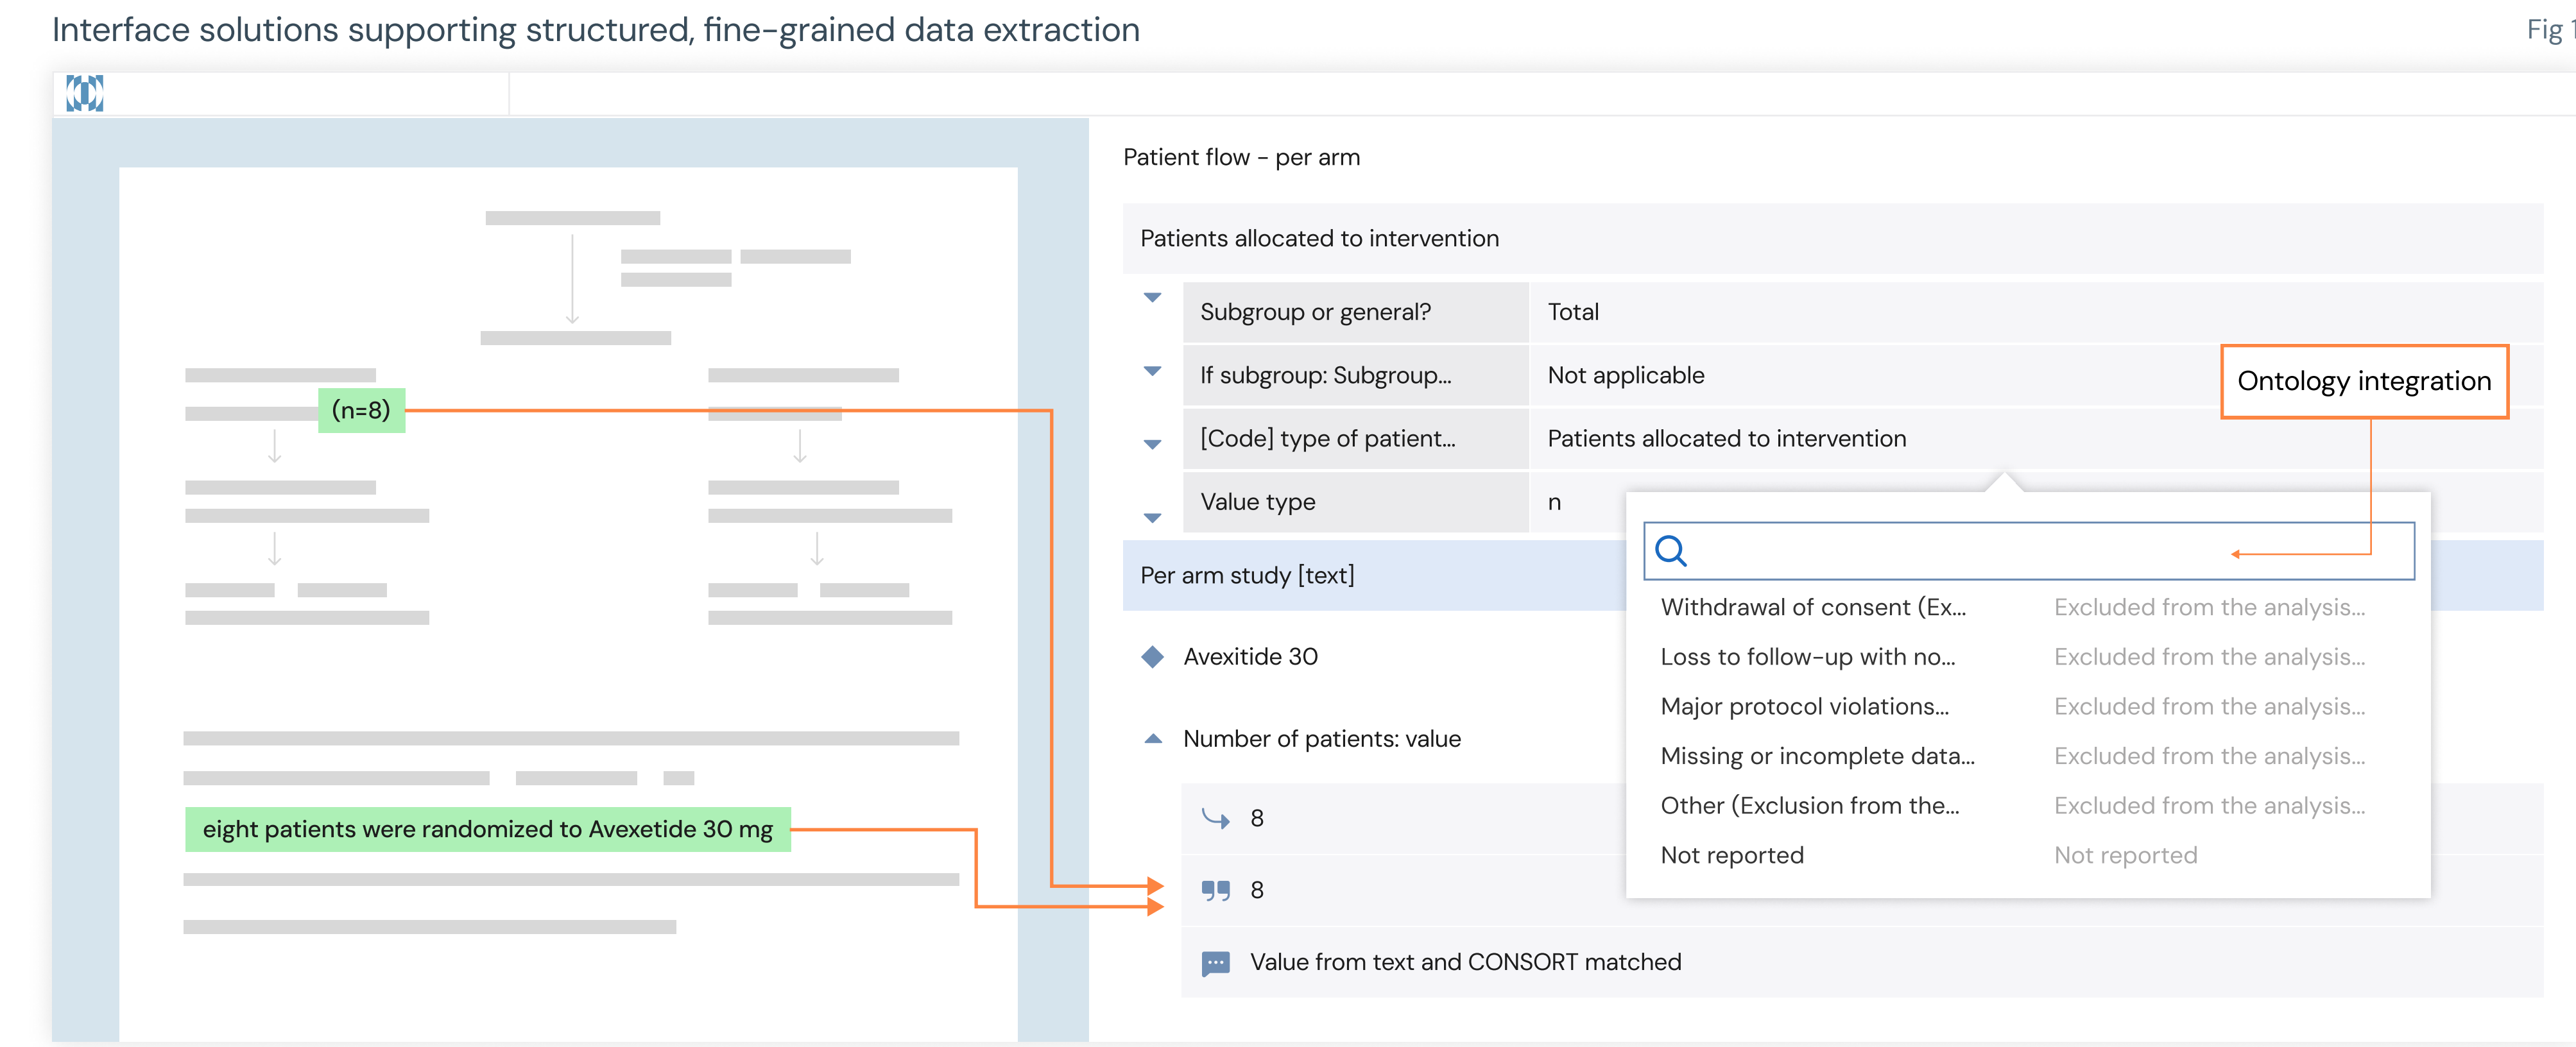 Interface solutions supporting structured, fine-grained data extraction
Fig 1
(n=8)
eight patients were randomized to Avexetide 30 mg
Patient flow - per arm
Patients allocated to intervention
Subgroup or general?
Total
If subgroup: Subgroup...
Not applicable
[Code] type of patient...
Patients allocated to intervention
Value type
n
Ontology integration
Per arm study [text]
Avexitide 30
Number of patients: value
8
8
Value from text and CONSORT matched
Withdrawal of consent (Ex...
Excluded from the analysis...
Loss to follow-up with no...
Excluded from the analysis...
Major protocol violations...
Excluded from the analysis...
Missing or incomplete data...
Excluded from the analysis...
Other (Exclusion from the...
Excluded from the analysis...
Not reported
Not reported